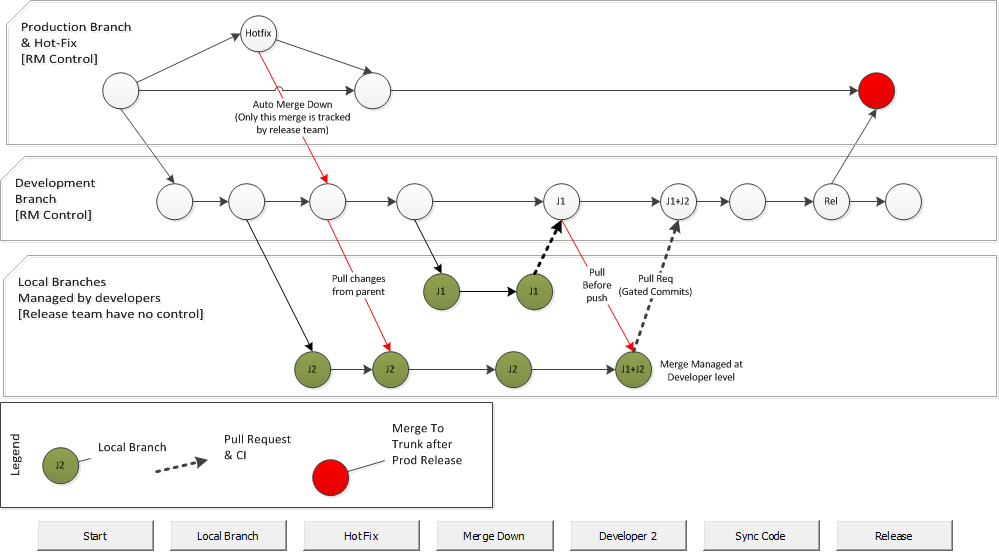 Production Branch
& Hot-Fix
[RM Control]
Hotfix
Auto Merge Down
(Only this merge is tracked
by release team)
Development
Branch
[RM Control]
J1
J1+J2
Rel
Local Branches
Managed by developers
[Release team have no control]
Pull changes
from parent
J1
J1
Pull
Before
push
Pull Req
(Gated Commits)
J2
J2
J2
J1+J2
Merge Managed at
Developer level
Legend
J2
Local Branch
Pull Request
& CI
Merge To
Trunk after
Prod Release
Start
Local Branch
Hot Fix
Merge Down
Developer 2
Sync Code
Release